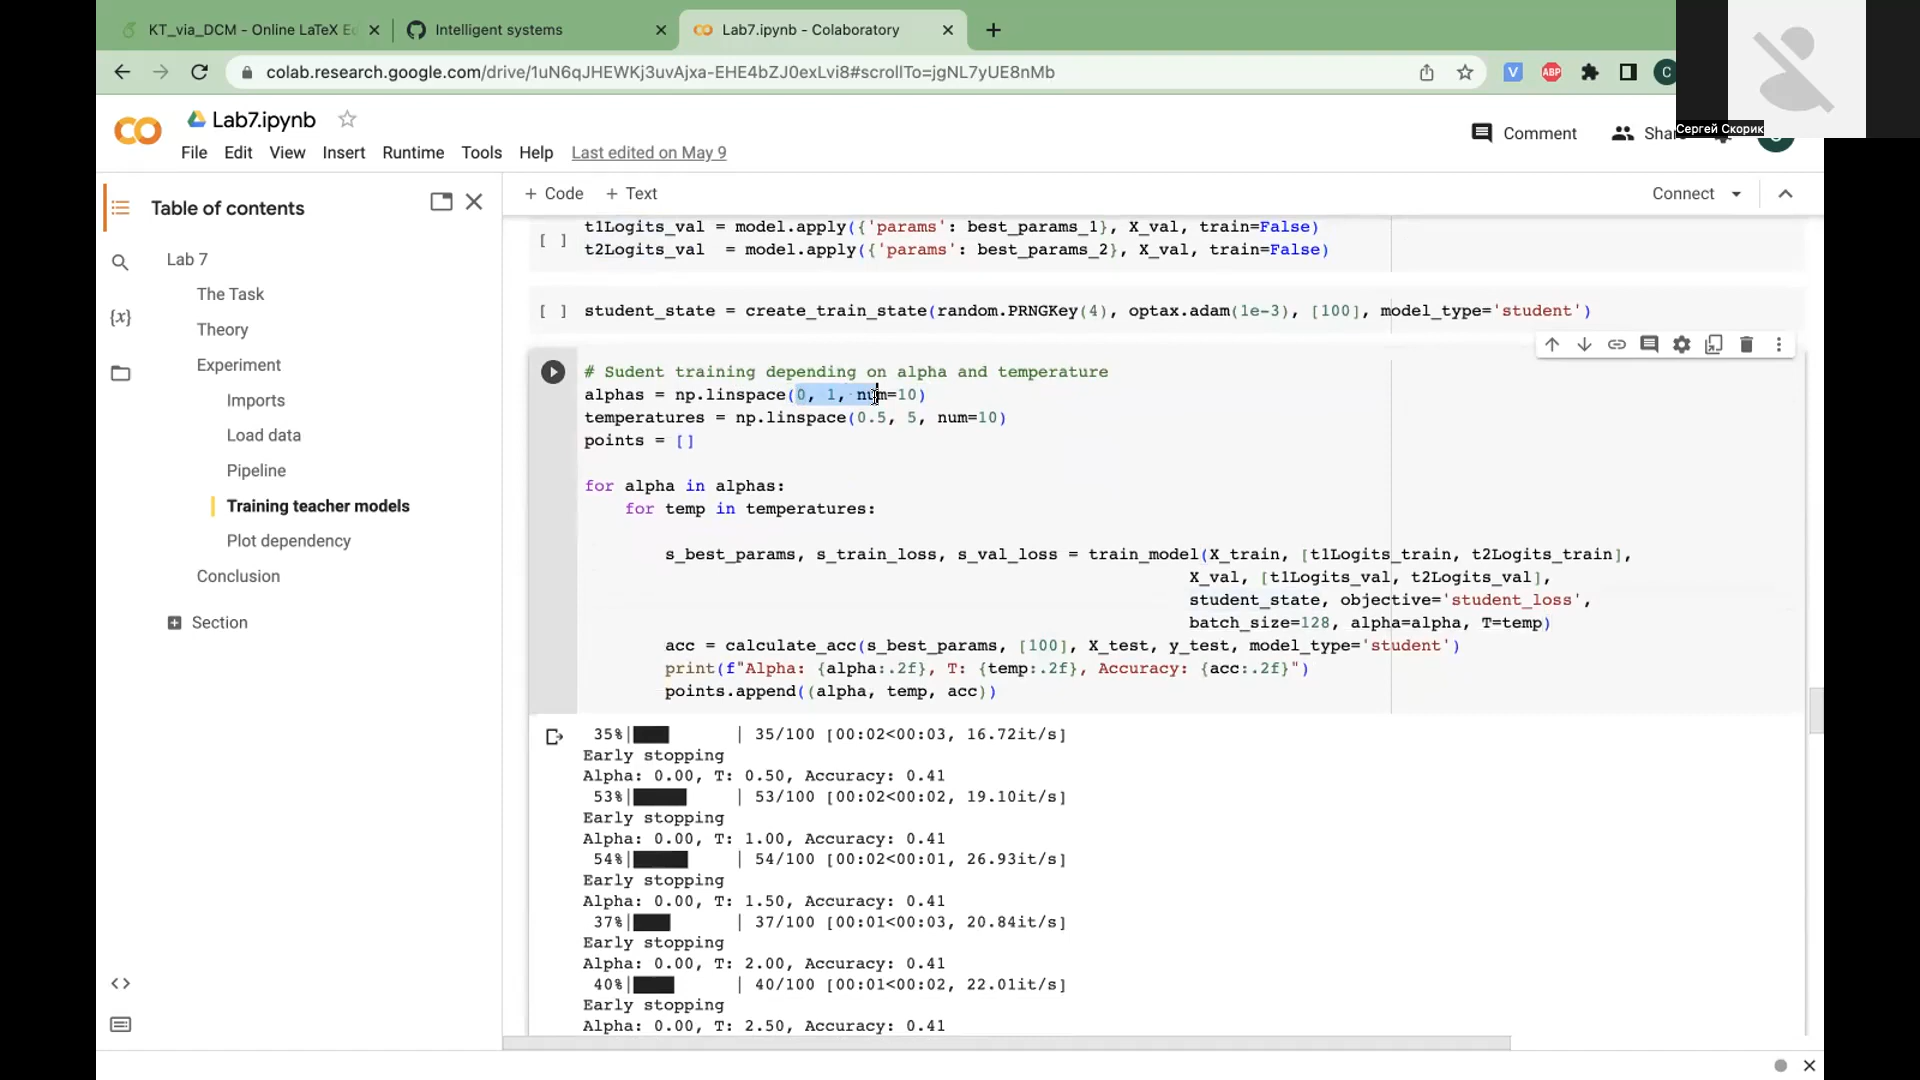 KT_via_DCM - Online LaTeX Ed
Intelligent systems
Lab7.ipynb - Colaboratory
colab.research.google.com/drive/1uN6qJHEWKj3uvAjxa-EHE4bZJ0exLvi8#scrollTo=jgNL7yUE8nMb
V
ABP
C
Сергей Скорик
Lab7.ipynb
Comment
Share
File Edit View Insert Runtime Tools Help Last edited on May 9
Table of contents
+ Code + Text
Connect
Lab 7
The Task
Theory
Experiment
Imports
Load data
Pipeline
Training teacher models
Plot dependency
Conclusion
Section
{x}
[ ] t1Logits_val = model.apply({'params': best_params_1}, X_val, train=False)
t2Logits_val  = model.apply({'params': best_params_2}, X_val, train=False)
[ ] student_state = create_train_state(random.PRNGKey(4), optax.adam(1e-3), [100], model_type='student')
# Sudent training depending on alpha and temperature
alphas = np.linspace(0, 1, num=10)
temperatures = np.linspace(0.5, 5, num=10)
points = []
for alpha in alphas:
for temp in temperatures:
s_best_params, s_train_loss, s_val_loss = train_model(X_train, [t1Logits_train, t2Logits_train],
X_val, [t1Logits_val, t2Logits_val],
student_state, objective='student_loss',
batch_size=128, alpha=alpha, T=temp)
acc = calculate_acc(s_best_params, [100], X_test, y_test, model_type='student')
print(f"Alpha: {alpha:.2f}, T: {temp:.2f}, Accuracy: {acc:.2f}")
points.append((alpha, temp, acc))
35%|███ | 35/100 [00:02<00:03, 16.72it/s]
Early stopping
Alpha: 0.00, T: 0.50, Accuracy: 0.41
53%|█████ | 53/100 [00:02<00:02, 19.10it/s]
Early stopping
Alpha: 0.00, T: 1.00, Accuracy: 0.41
54%|█████ | 54/100 [00:02<00:01, 26.93it/s]
Early stopping
Alpha: 0.00, T: 1.50, Accuracy: 0.41
37%|███ | 37/100 [00:01<00:03, 20.84it/s]
Early stopping
Alpha: 0.00, T: 2.00, Accuracy: 0.41
40%|████ | 40/100 [00:01<00:02, 22.01it/s]
Early stopping
Alpha: 0.00, T: 2.50, Accuracy: 0.41